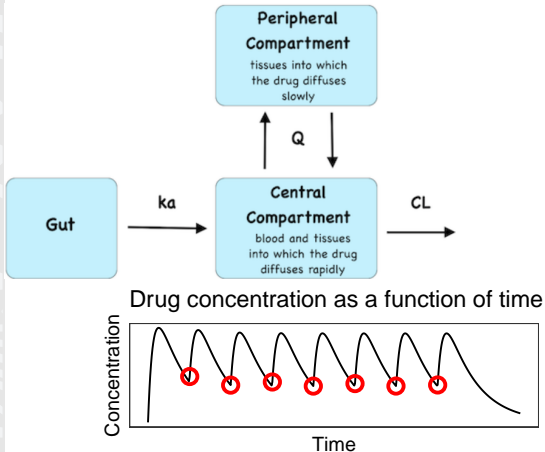 Peripheral
Compartment
tissues into which
the drug diffuses
slowly
Q
Gut
ka
Central
Compartment
blood and tissues
into which the drug
diffuses rapidly
CL
Drug concentration as a function of time
Concentration
Time